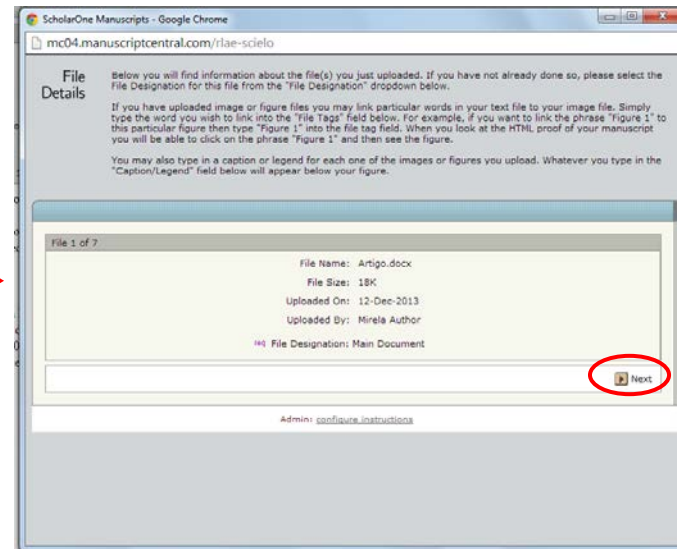 ScholarOne Manuscripts - Google Chrome
mc04.manuscriptcentral.com/rlae-scielo
File Details
Below you will find information about the file(s) you just uploaded. If you have not already done so, please select the
File Designation for this file from the "File Designation" dropdown below.
If you have uploaded image or figure files you may link particular words in your text file to your image file. Simply
type the word you wish to link into the "File Tags" field below. For example, if you want to link the phrase "Figure 1" to
this particular figure then type "Figure 1" into the file tag field. When you look at the HTML proof of your manuscript
you will be able to click on the phrase "Figure 1" and then see the figure.
You may also type in a caption or legend for each one of the images or figures you upload. Whatever you type in the
"Caption/Legend" field below will appear below your figure.
File 1 of 7
File Name: Artigo.docx
File Size: 18K
Uploaded On: 12-Dec-2013
Uploaded By: Mirela Author
req File Designation: Main Document
Next
Admin: configure instructions